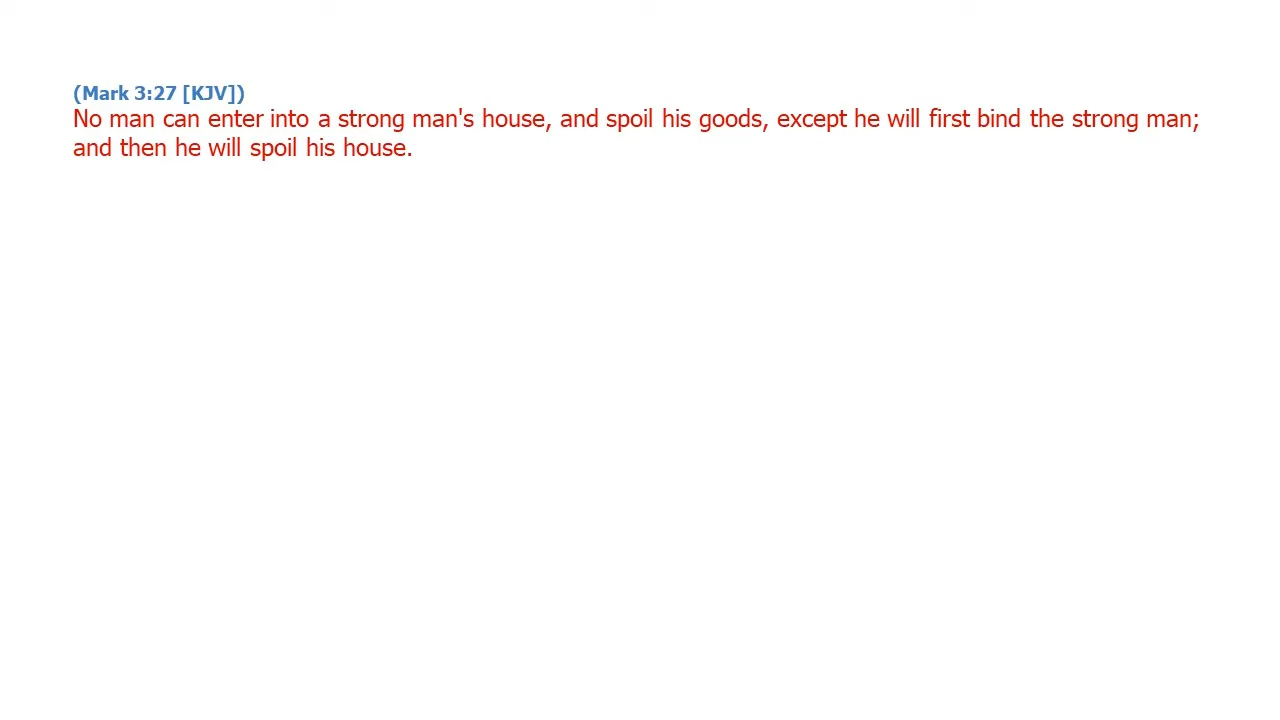 (Mark 3:27 [KJV])
No man can enter into a strong man's house, and spoil his goods, except he will first bind the strong man;
and then he will spoil his house.